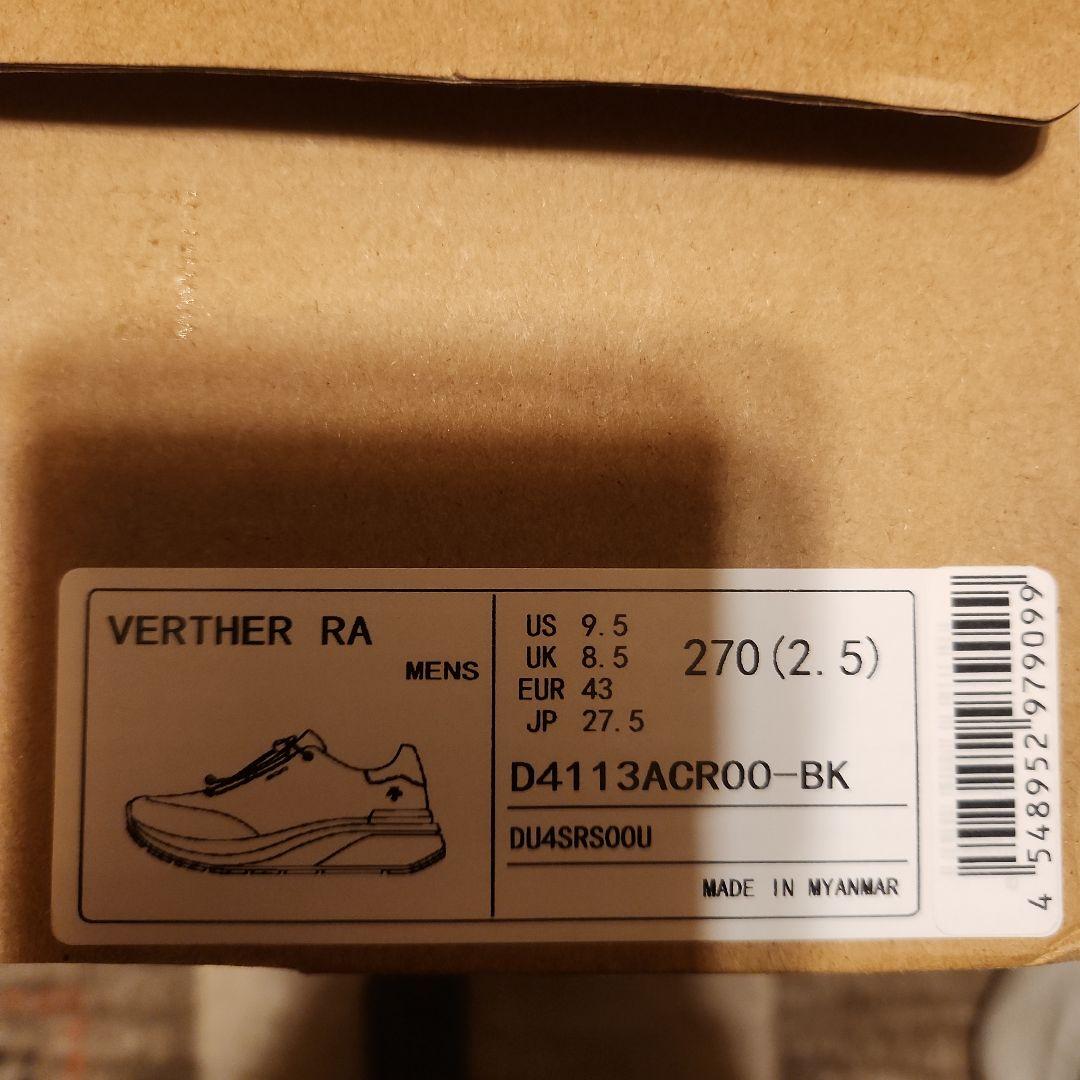 VERTHER RA
MENS
US 9.5
UK 8.5
EUR 43
JP 27.5
270(2.5)
D4113ACR00-BK
DU4SRS00U
MADE IN MYANMAR
4 548952 979099